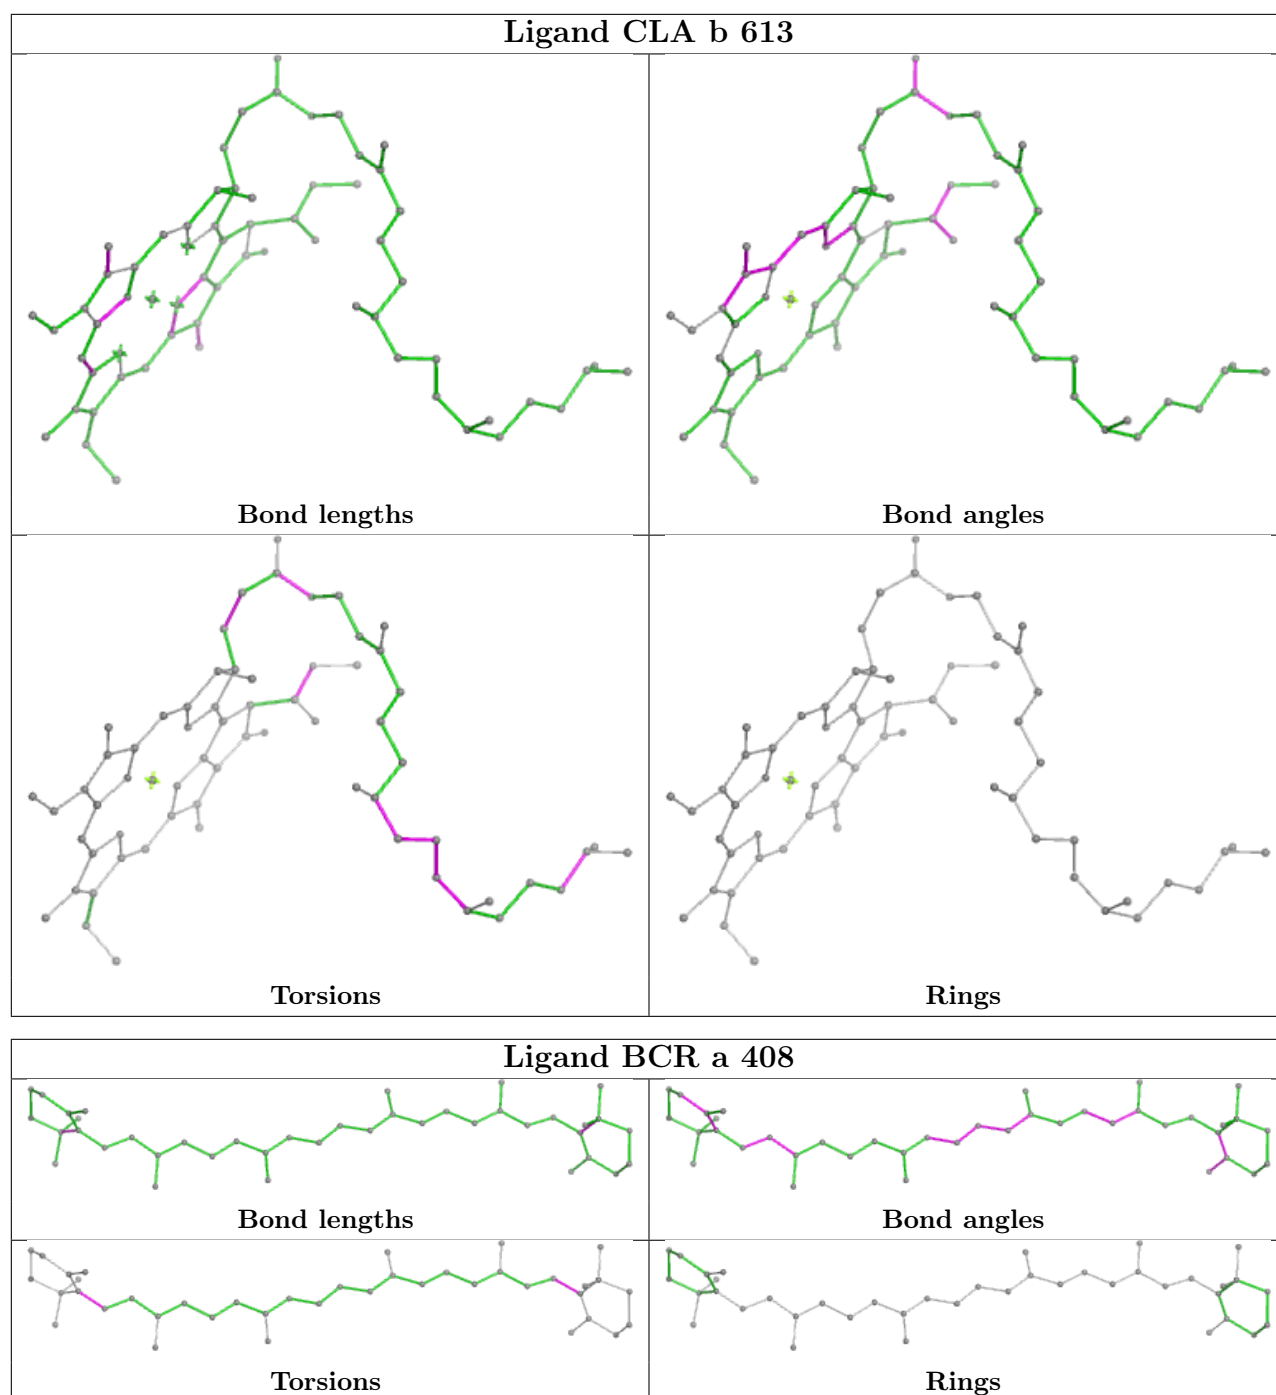 Ligand CLA b 613
Bond lengths
Bond angles
Torsions
Rings
Ligand BCR a 408
Bond lengths
Bond angles
Torsions
Rings